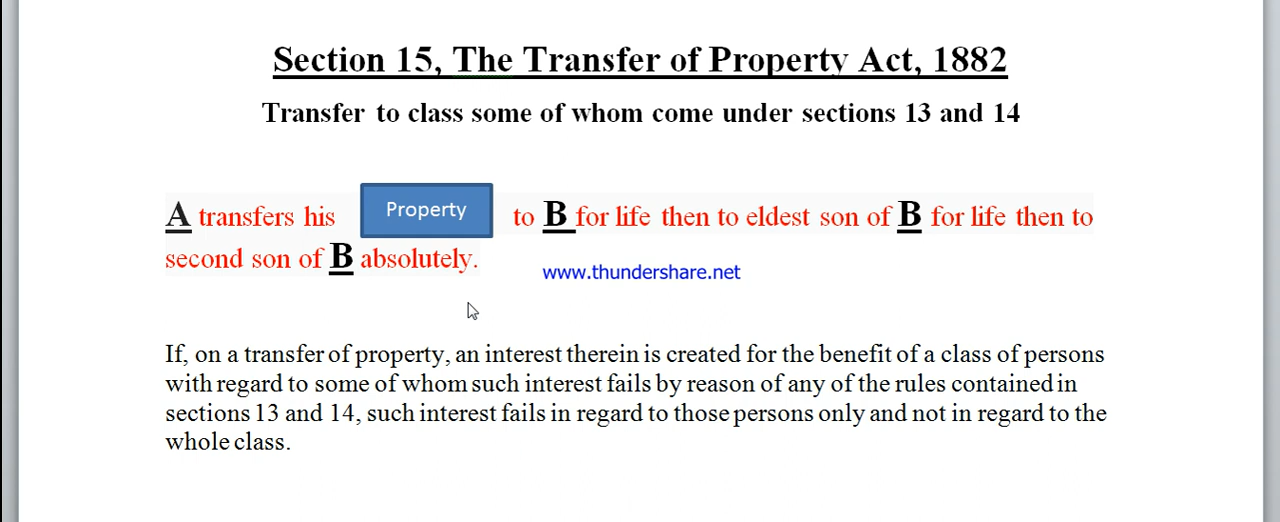 Section 15, The Transfer of Property Act, 1882
Transfer to class some of whom come under sections 13 and 14
A transfers his Property to B for life then to eldest son of B for life then to
second son of B absolutely.
www.thundershare.net
If, on a transfer of property, an interest therein is created for the benefit of a class of persons
with regard to some of whom such interest fails by reason of any of the rules contained in
sections 13 and 14, such interest fails in regard to those persons only and not in regard to the
whole class.